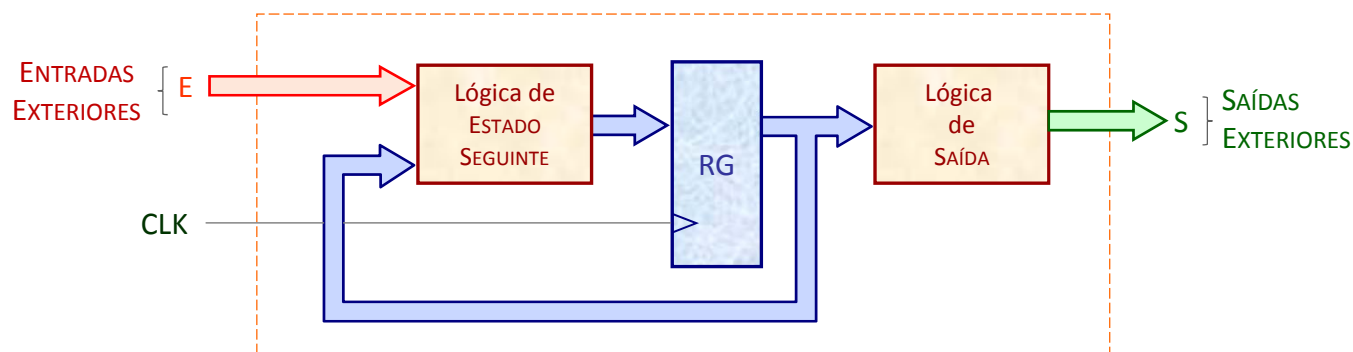 ENTRADAS
EXTERIORES
E
Lógica de
ESTADO
SEGUINTE
RG
Lógica
de
SAÍDA
S
SAÍDAS
EXTERIORES
CLK